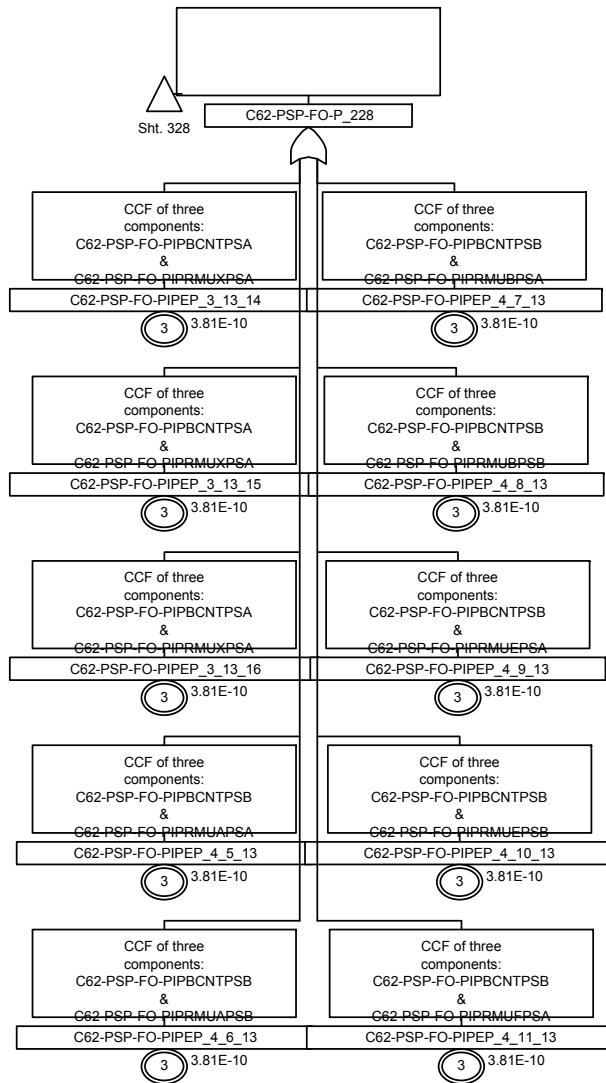 Sht. 328
C62-PSP-FO-P_228
CCF of three
components:
C62-PSP-FO-PIPBCNTPSA
&
C62-PSP-FO-PIPRMUXPSA
C62-PSP-FO-PIPEP_3_13_14
3
3.81E-10
CCF of three
components:
C62-PSP-FO-PIPBCNTPSB
&
C62-PSP-FO-PIPRMUBPSA
C62-PSP-FO-PIPEP_4_7_13
3
3.81E-10
CCF of three
components:
C62-PSP-FO-PIPBCNTPSA
&
C62-PSP-FO-PIPRMUXPSA
C62-PSP-FO-PIPEP_3_13_15
3
3.81E-10
CCF of three
components:
C62-PSP-FO-PIPBCNTPSB
&
C62-PSP-FO-PIPRMUBPSB
C62-PSP-FO-PIPEP_4_8_13
3
3.81E-10
CCF of three
components:
C62-PSP-FO-PIPBCNTPSA
&
C62-PSP-FO-PIPRMUXPSA
C62-PSP-FO-PIPEP_3_13_16
3
3.81E-10
CCF of three
components:
C62-PSP-FO-PIPBCNTPSB
&
C62-PSP-FO-PIPRMUEPSA
C62-PSP-FO-PIPEP_4_9_13
3
3.81E-10
CCF of three
components:
C62-PSP-FO-PIPBCNTPSB
&
C62-PSP-FO-PIPRMUAPSA
C62-PSP-FO-PIPEP_4_5_13
3
3.81E-10
CCF of three
components:
C62-PSP-FO-PIPBCNTPSB
&
C62-PSP-FO-PIPRMUEPSB
C62-PSP-FO-PIPEP_4_10_13
3
3.81E-10
CCF of three
components:
C62-PSP-FO-PIPBCNTPSB
&
C62-PSP-FO-PIPRMUAPSB
C62-PSP-FO-PIPEP_4_6_13
3
3.81E-10
CCF of three
components:
C62-PSP-FO-PIPBCNTPSB
&
C62-PSP-FO-PIPRMUFPSA
C62-PSP-FO-PIPEP_4_11_13
3
3.81E-10